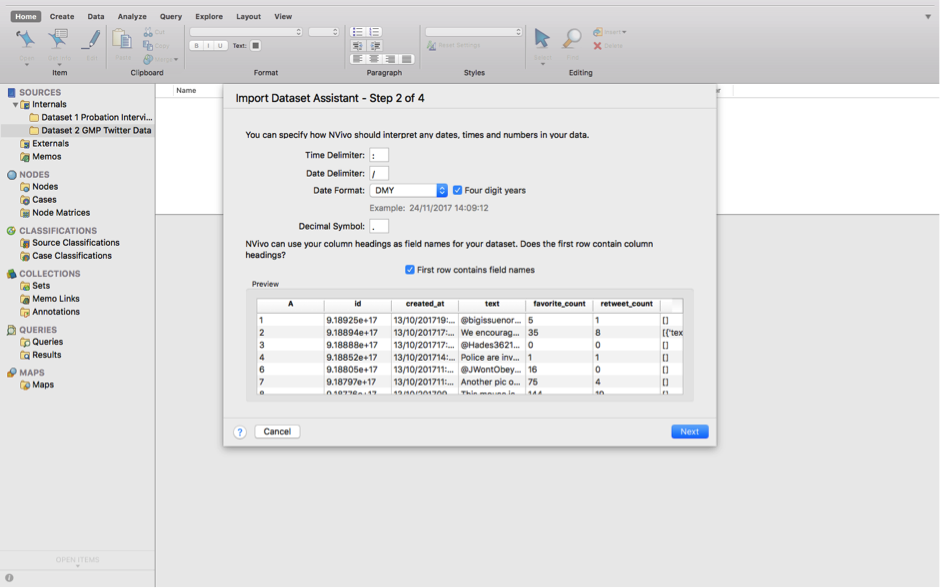 Home Create Data Analyze Query Explore Layout View
Open Get Info Edit Paste Cut
Copy
Merge
B I U Text:
Reset Settings
Select Find Insert
Delete
Item Clipboard Format Paragraph Styles Editing
SOURCES
Internals
Dataset 1 Probation Intervi...
Dataset 2 GMP Twitter Data
Externals
Memos
NODES
Nodes
Cases
Node Matrices
CLASSIFICATIONS
Source Classifications
Case Classifications
COLLECTIONS
Sets
Memo Links
Annotations
QUERIES
Queries
Results
MAPS
Maps
OPEN ITEMS
Name
Import Dataset Assistant - Step 2 of 4
You can specify how NVivo should interpret any dates, times and numbers in your data.
Time Delimiter: :
Date Delimiter: /
Date Format: DMY Four digit years
Example: 24/11/2017 14:09:12
Decimal Symbol: .
NVivo can use your column headings as field names for your dataset. Does the first row contain column
headings?
First row contains field names
Preview
A id created_at text favorite_count retweet_count
1 9.18925e+17 13/10/201719:... @bigissuenor... 5 1 []
2 9.18894e+17 13/10/201717:... We encourag... 35 8 [{'tex
3 9.18888e+17 13/10/201717:... @Hades3621... 0 0 []
4 9.18852e+17 13/10/201714:... Police are inv... 1 1 []
6 9.18805e+17 13/10/201711:... @JWontObey... 16 0 []
7 9.18797e+17 13/10/201711:... Another pic o... 75 4 []
? Cancel Next